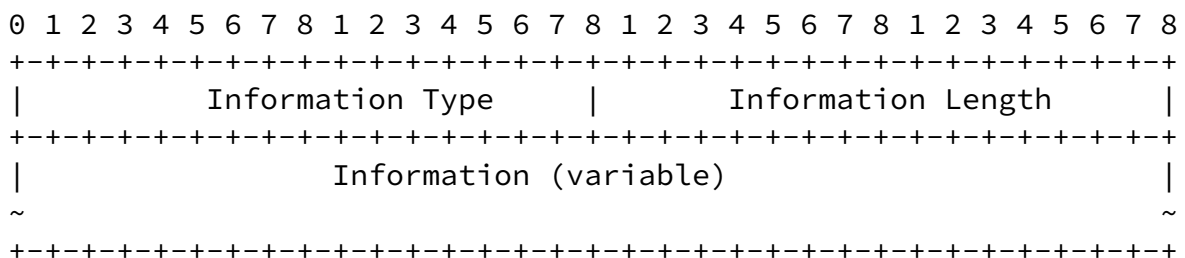 0 1 2 3 4 5 6 7 8 1 2 3 4 5 6 7 8 1 2 3 4 5 6 7 8 1 2 3 4 5 6 7 8
+-+-+-+-+-+-+-+-+-+-+-+-+-+-+-+-+-+-+-+-+-+-+-+-+-+-+-+-+-+-+-+-+
|          Information Type     |       Information Length      |
+-+-+-+-+-+-+-+-+-+-+-+-+-+-+-+-+-+-+-+-+-+-+-+-+-+-+-+-+-+-+-+-+
|                 Information (variable)                        |
~                                                               ~
+-+-+-+-+-+-+-+-+-+-+-+-+-+-+-+-+-+-+-+-+-+-+-+-+-+-+-+-+-+-+-+-+